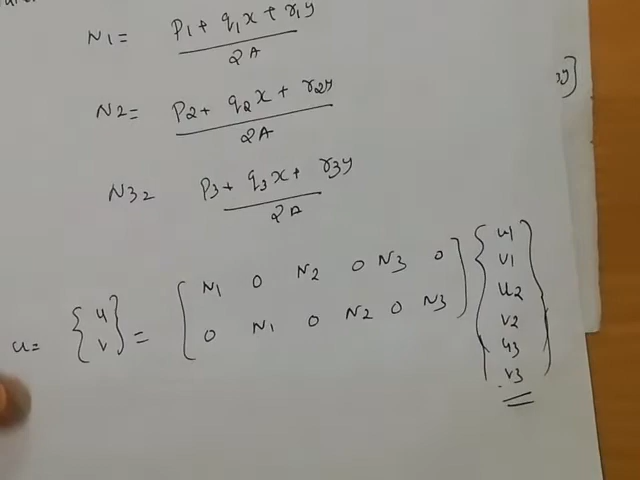 N1 = p1 + q1x + r1y / 2A
N2 = p2 + q2x + r2y / 2A
N3 = p3 + q3x + r3y / 2A
u = {u v} = [N1 0 N2 0 N3 0
0 N1 0 N2 0 N3] {u1 v1 u2 v2 u3 v3}